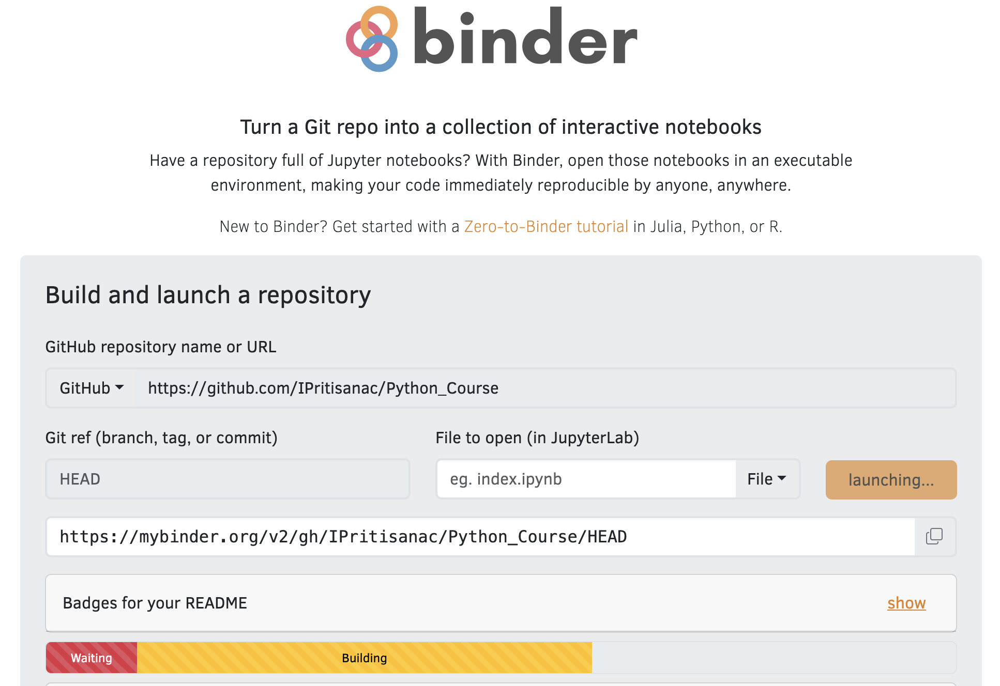 binder
Turn a Git repo into a collection of interactive notebooks
Have a repository full of Jupyter notebooks? With Binder, open those notebooks in an executable
environment, making your code immediately reproducible by anyone, anywhere.
New to Binder? Get started with a Zero-to-Binder tutorial in Julia, Python, or R.
Build and launch a repository
GitHub repository name or URL
GitHub https://github.com/IPritisanac/Python_Course
Git ref (branch, tag, or commit) File to open (in JupyterLab)
HEAD eg. index.ipynb File launching...
https://mybinder.org/v2/gh/IPritisanac/Python_Course/HEAD
Badges for your README show
Waiting Building